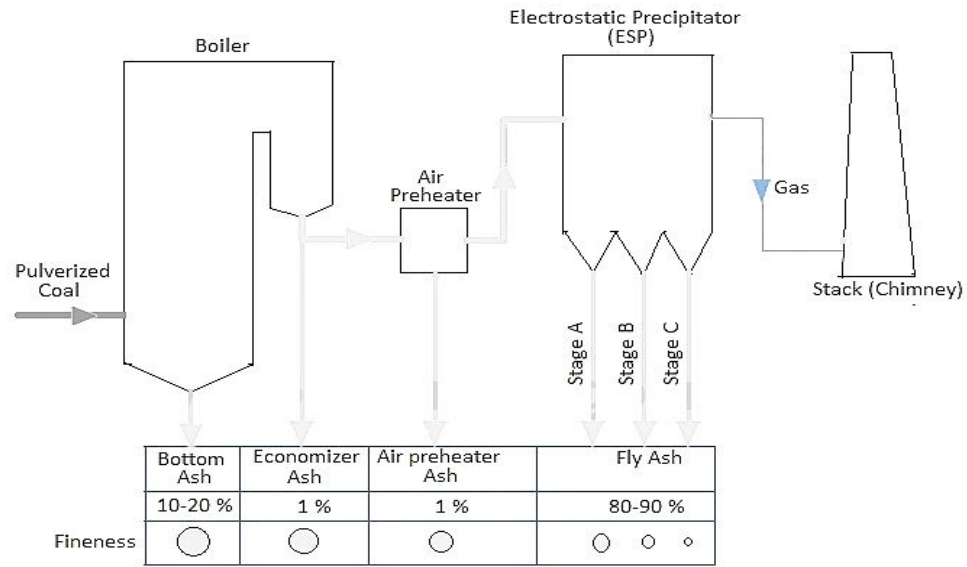 Electrostatic Precipitator
(ESP)
Boiler
Air
Preheater
Gas
Pulverized
Coal
Stack (Chimney)
Stage A
Stage B
Stage C
Bottom
Ash
Economizer
Ash
Air preheater
Ash
Fly Ash
10-20 %
1 %
1 %
80-90 %
Fineness